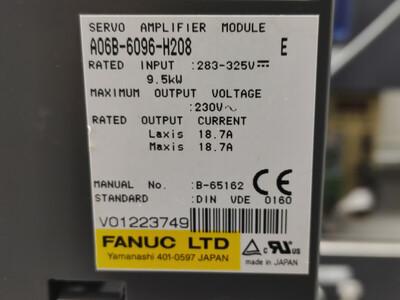 SERVO AMPLIFIER MODULE
A06B-6096-H208 E
RATED INPUT :283-325V⎓
9.5kW
MAXIMUM OUTPUT VOLTAGE
:230V~
RATED OUTPUT CURRENT
Laxis 18.7A
Maxis 18.7A
MANUAL No. :B-65162 CE
STANDARD :DIN VDE 0160
V01223749
FANUC LTD
Yamanashi 401-0597 JAPAN
c RU US
made in JAPAN